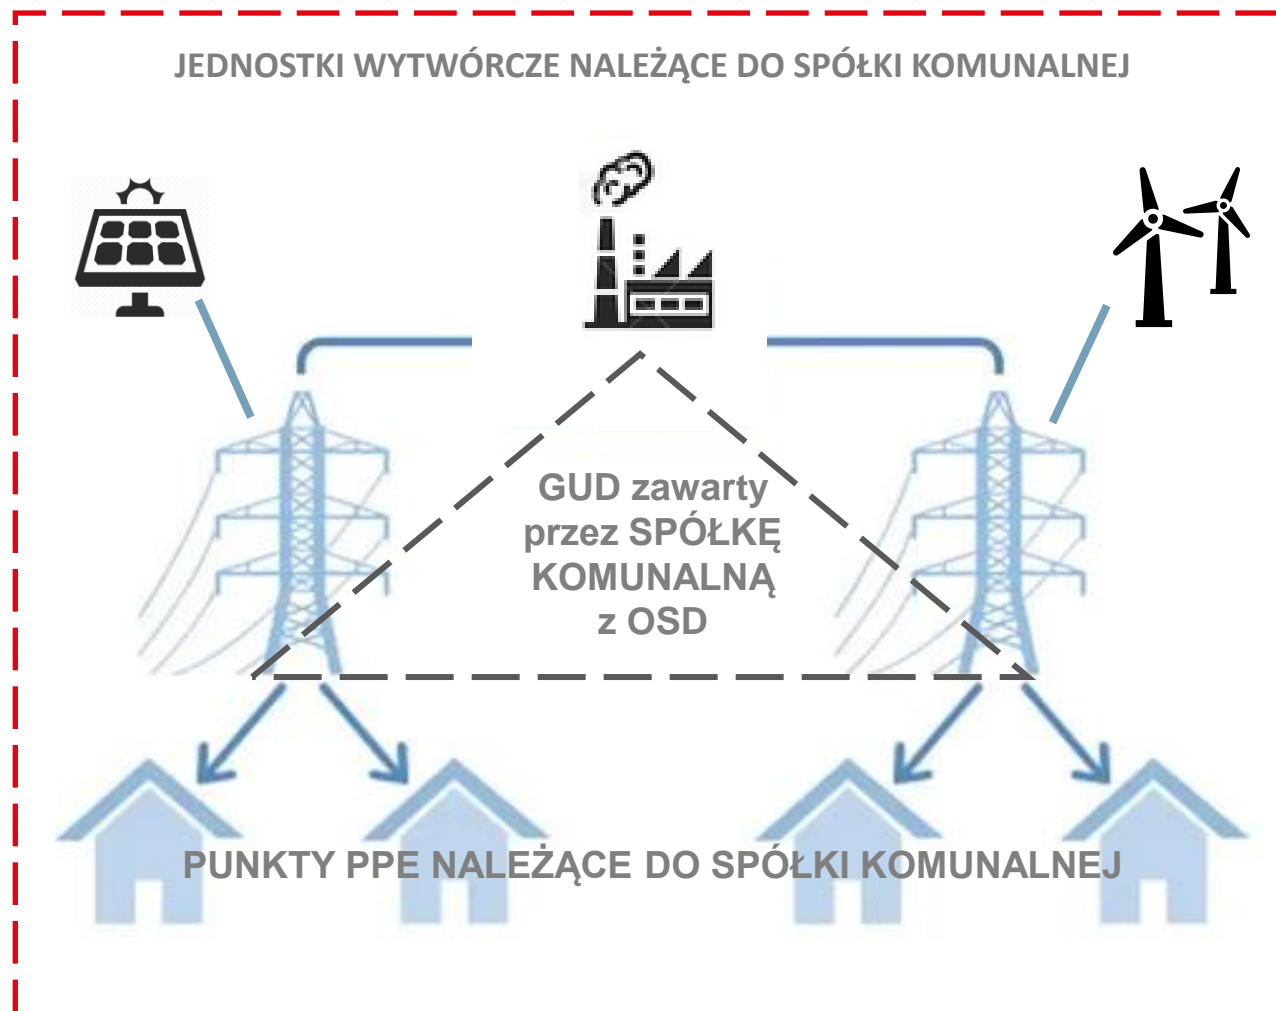 JEDNOSTKI WYTWÓRCZE NALEŻĄCE DO SPÓŁKI KOMUNALNEJ
GUD zawarty
przez SPÓŁKĘ
KOMUNALNĄ
z OSD
PUNKTY PPE NALEŻĄCE DO SPÓŁKI KOMUNALNEJ